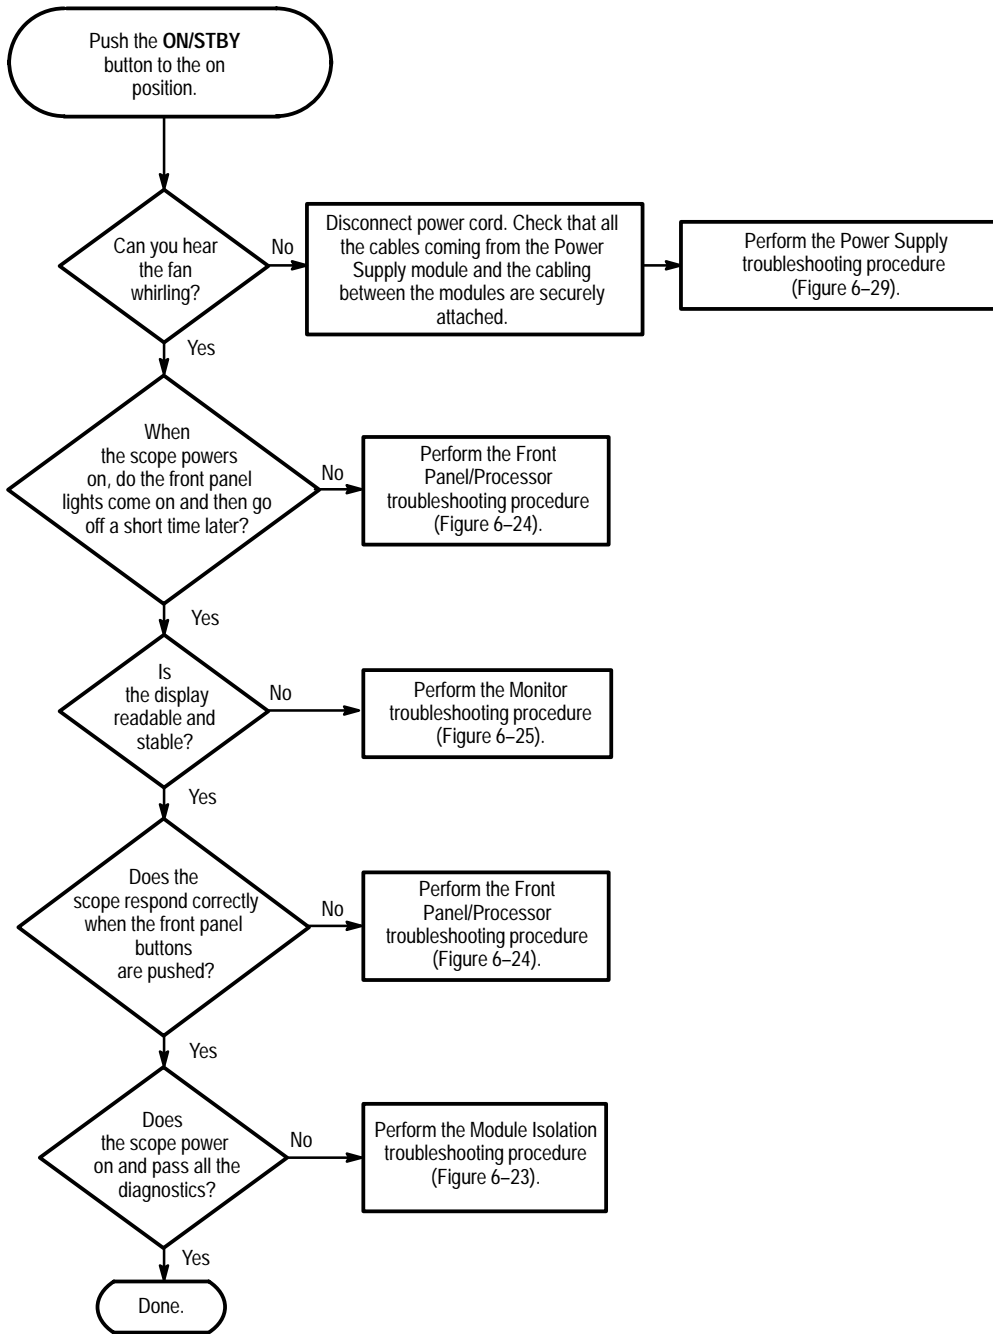 Push the ON/STBY
button to the on
position.
Can you hear
the fan
whirling?
No
Disconnect power cord. Check that all
the cables coming from the Power
Supply module and the cabling
between the modules are securely
attached.
Perform the Power Supply
troubleshooting procedure
(Figure 6–29).
Yes
When
the scope powers
on, do the front panel
lights come on and then go
off a short time later?
No
Perform the Front
Panel/Processor
troubleshooting procedure
(Figure 6–24).
Yes
Is
the display
readable and
stable?
No
Perform the Monitor
troubleshooting procedure
(Figure 6–25).
Yes
Does the
scope respond correctly
when the front panel
buttons
are pushed?
No
Perform the Front
Panel/Processor
troubleshooting procedure
(Figure 6–24).
Yes
Does
the scope power
on and pass all the
diagnostics?
No
Perform the Module Isolation
troubleshooting procedure
(Figure 6–23).
Yes
Done.